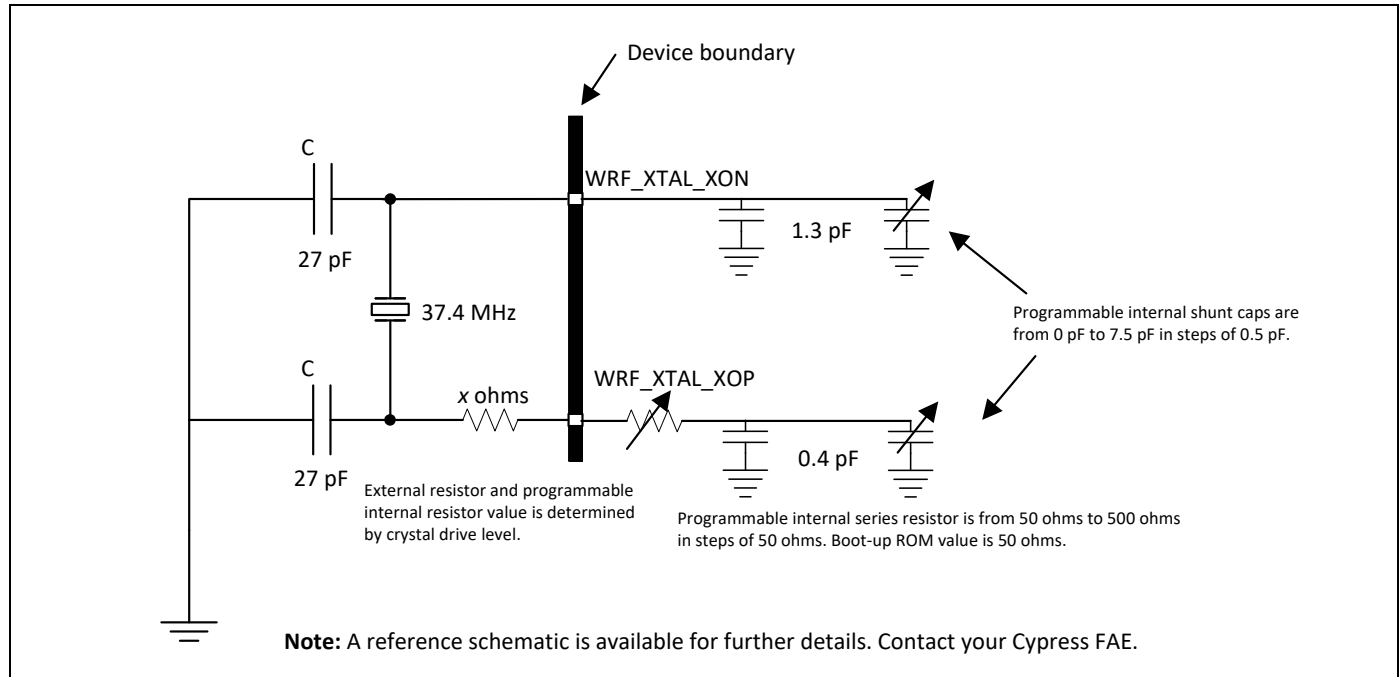 Device boundary
C
WRF_XTAL_XON
1.3 pF
27 pF
37.4 MHz
Programmable internal shunt caps are
from 0 pF to 7.5 pF in steps of 0.5 pF.
C
x ohms
WRF_XTAL_XOP
27 pF
0.4 pF
External resistor and programmable
internal resistor value is determined
by crystal drive level.
Programmable internal series resistor is from 50 ohms to 500 ohms
in steps of 50 ohms. Boot-up ROM value is 50 ohms.
Note: A reference schematic is available for further details. Contact your Cypress FAE.